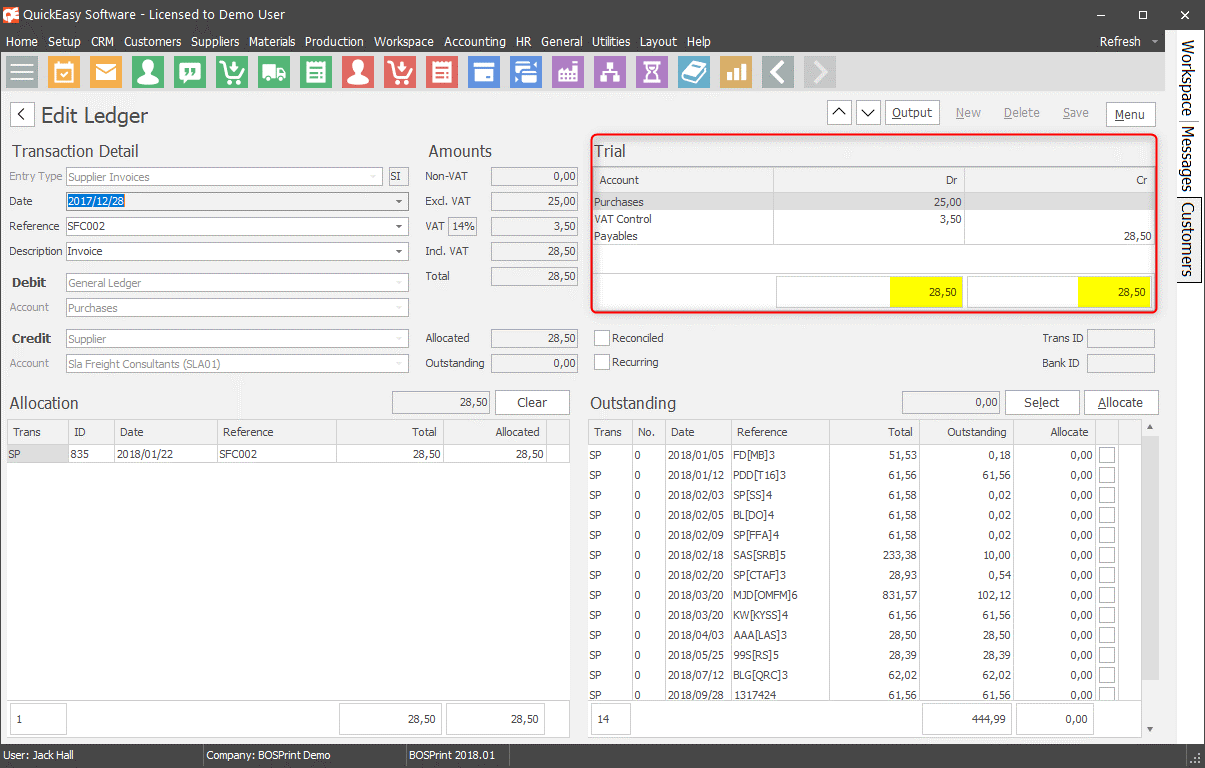 QuickEasy Software - Licensed to Demo User
Home Setup CRM Customers Suppliers Materials Production Workspace Accounting HR General Utilities Layout Help Refresh
Edit Ledger
Output New Delete Save Menu
Transaction Detail
Entry Type Supplier Invoices SI
Date 2017/12/28
Reference SFC002
Description Invoice
Debit General Ledger
Account Purchases
Credit Supplier
Account Sla Freight Consultants (SLA01)
Amounts
Non-VAT 0,00
Excl. VAT 25,00
VAT 14% 3,50
Incl. VAT 28,50
Total 28,50
Allocated 28,50
Outstanding 0,00
Trial
Account Dr Cr
Purchases 25,00
VAT Control 3,50
Payables 28,50
28,50 28,50
Reconciled Trans ID
Recurring Bank ID
Allocation 28,50 Clear
Trans ID Date Reference Total Allocated
SP 835 2018/01/22 SFC002 28,50 28,50
1 28,50 28,50
Outstanding 0,00 Select Allocate
Trans No. Date Reference Total Outstanding Allocate
SP 0 2018/01/05 FD[MB]3 51,53 0,18 0,00
SP 0 2018/01/12 PDD[T16]3 61,56 61,56 0,00
SP 0 2018/02/03 SP[SS]4 61,58 0,02 0,00
SP 0 2018/02/05 BL[DO]4 61,58 0,02 0,00
SP 0 2018/02/09 SP[FFA]4 61,58 0,02 0,00
SP 0 2018/02/18 SAS[SRB]5 233,38 10,00 0,00
SP 0 2018/02/20 SP[CTAF]3 28,93 0,54 0,00
SP 0 2018/03/20 MJD[OMFM]6 831,57 102,12 0,00
SP 0 2018/03/20 KW[KYSS]4 61,56 61,56 0,00
SP 0 2018/04/03 AAA[LAS]3 28,50 28,50 0,00
SP 0 2018/05/25 99S[RS]5 28,39 28,39 0,00
SP 0 2018/07/12 BLG[QRC]3 62,02 62,02 0,00
SP 0 2018/09/28 1317424 61,56 61,56 0,00
14 444,99 0,00
Workspace
Messages
Customers
User: Jack Hall Company: BOSPrint Demo BOSPrint 2018.01